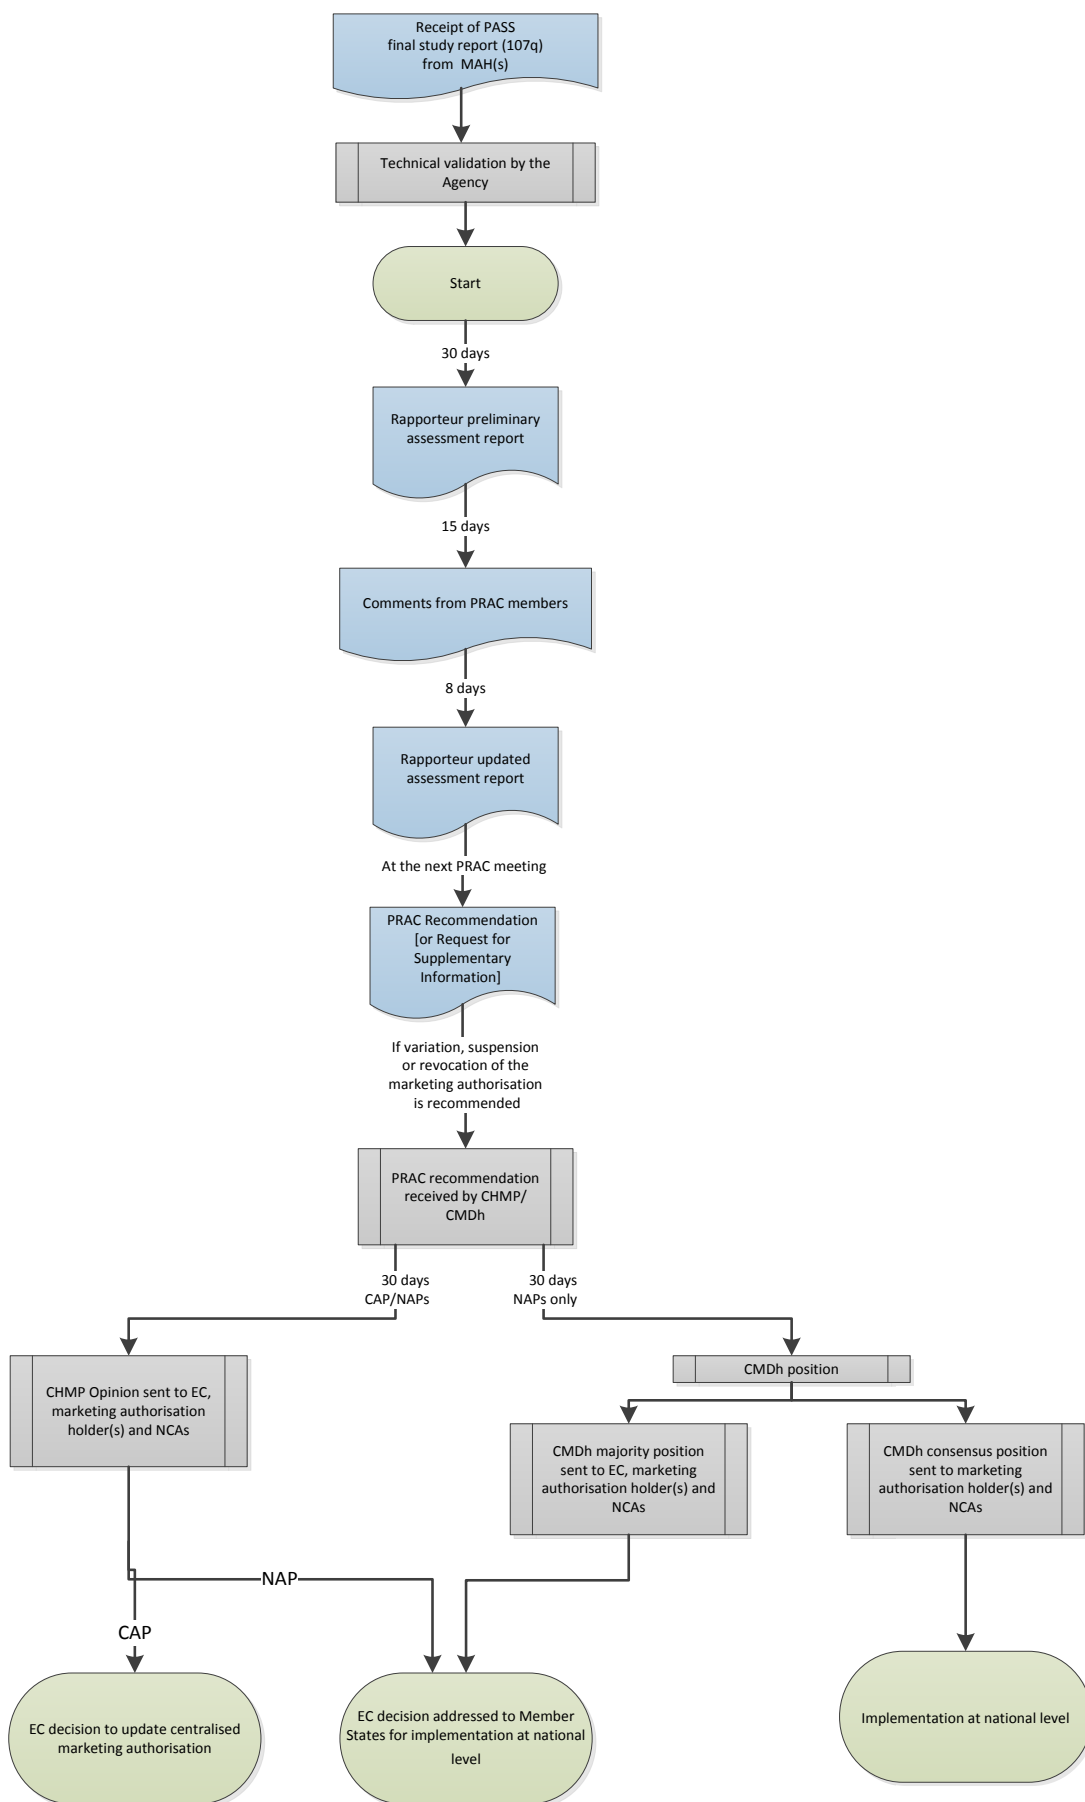 Receipt of PASS
final study report (107q)
from MAH(s)
Technical validation by the
Agency
Start
30 days
Rapporteur preliminary
assessment report
15 days
Comments from PRAC members
8 days
Rapporteur updated
assessment report
At the next PRAC meeting
PRAC Recommendation
[or Request for
Supplementary
Information]
If variation, suspension
or revocation of the
marketing authorisation
is recommended
PRAC recommendation
received by CHMP/
CMDh
30 days
CAP/NAPs
30 days
NAPs only
CHMP Opinion sent to EC,
marketing authorisation
holder(s) and NCAs
CMDh position
CMDh majority position
sent to EC, marketing
authorisation holder(s) and
NCAs
CMDh consensus position
sent to marketing
authorisation holder(s) and
NCAs
NAP
CAP
EC decision to update centralised
marketing authorisation
EC decision addressed to Member
States for implementation at national
level
Implementation at national level